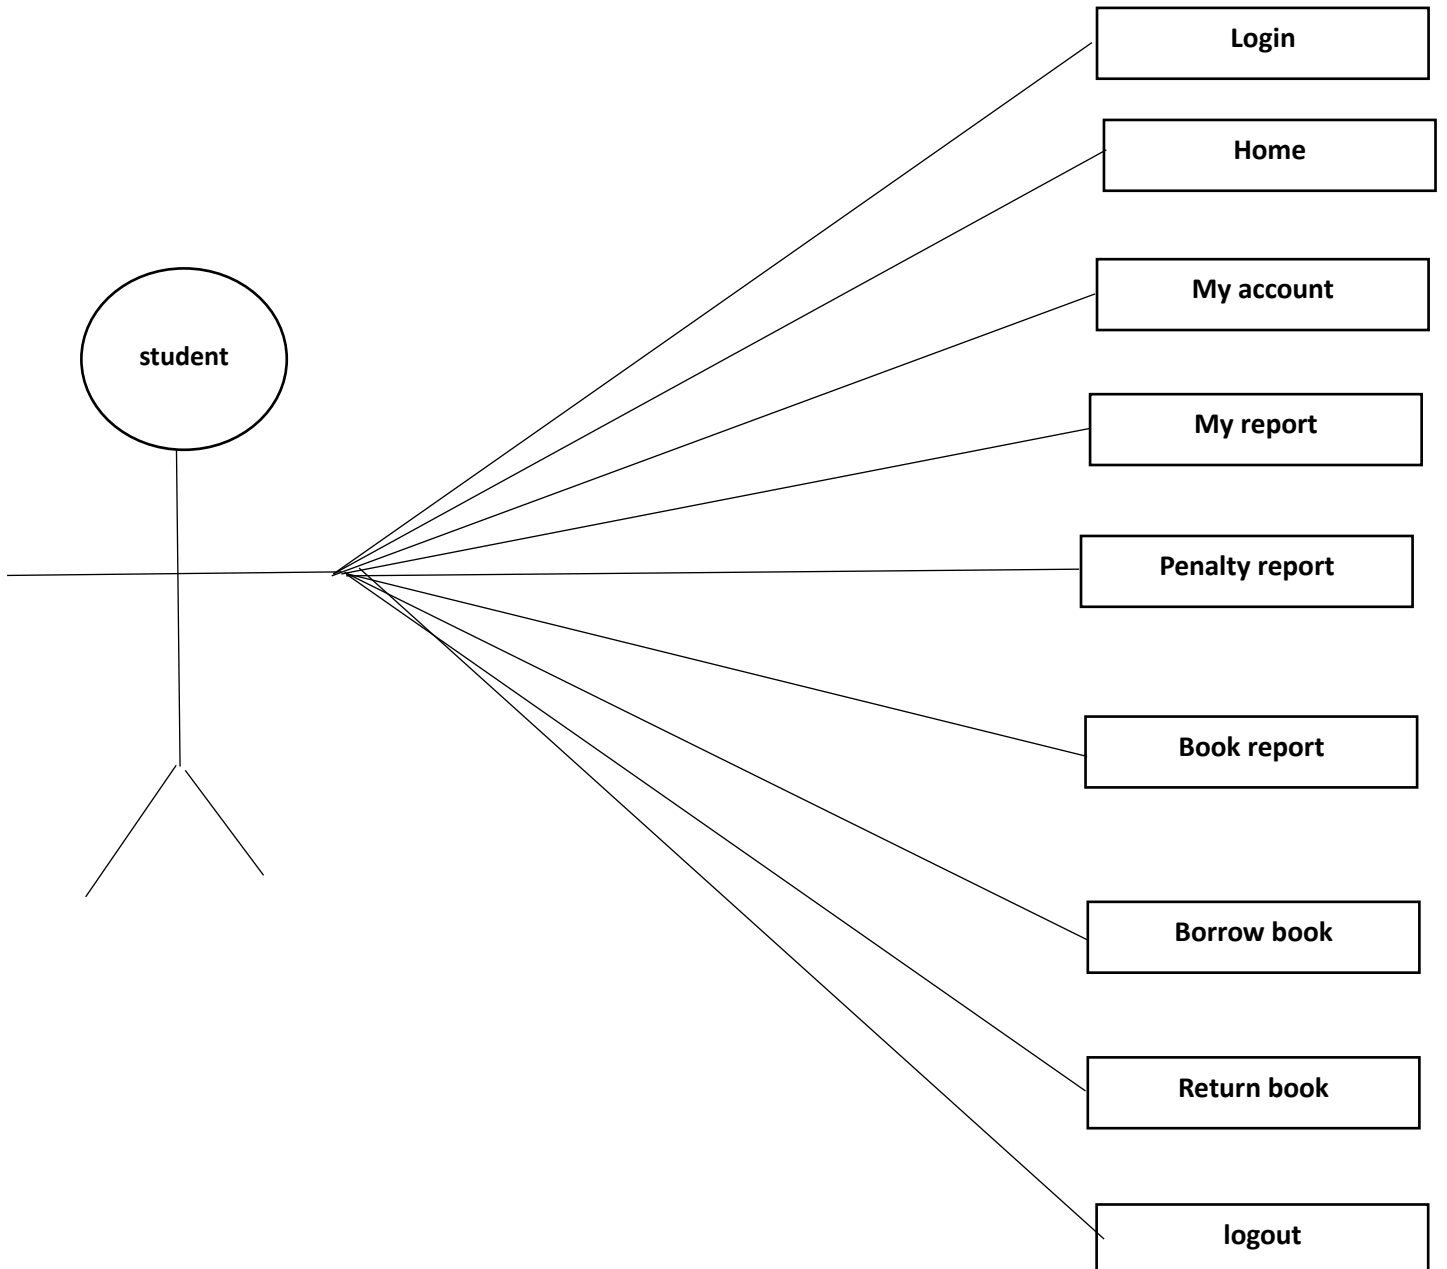 Login
Home
My account
student
My report
Penalty report
Book report
Borrow book
Return book
logout